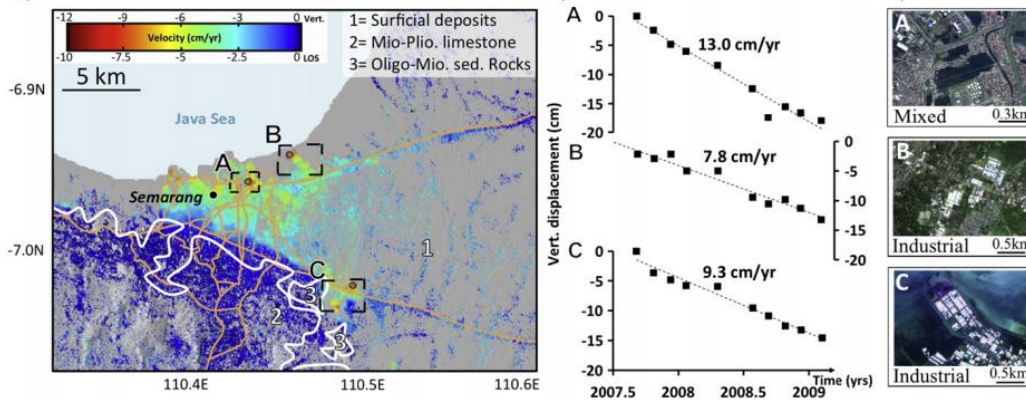 -12 -9 -6 -3 0 Vert.
Velocity (cm/yr)
-10 -7.5 -5 -2.5 0 LOS
5 km
1= Surficial deposits
2= Mio-Plio. limestone
3= Oligo-Mio. sed. Rocks
-6.9N
-7.0N
Java Sea
A
B
Semarang
C
1
3
2
3
110.4E
110.5E
110.6E
Vert. displacement (cm)
A
0
-5
-10
-15
-20
13.0 cm/yr
B
7.8 cm/yr
0
-5
-10
-15
-20
C
0
-5
-10
-15
-20
9.3 cm/yr
2007.5 2008 2008.5 2009
Time (yrs)
A
Mixed
0.3km
B
Industrial
0.5km
C
Industrial
0.5km